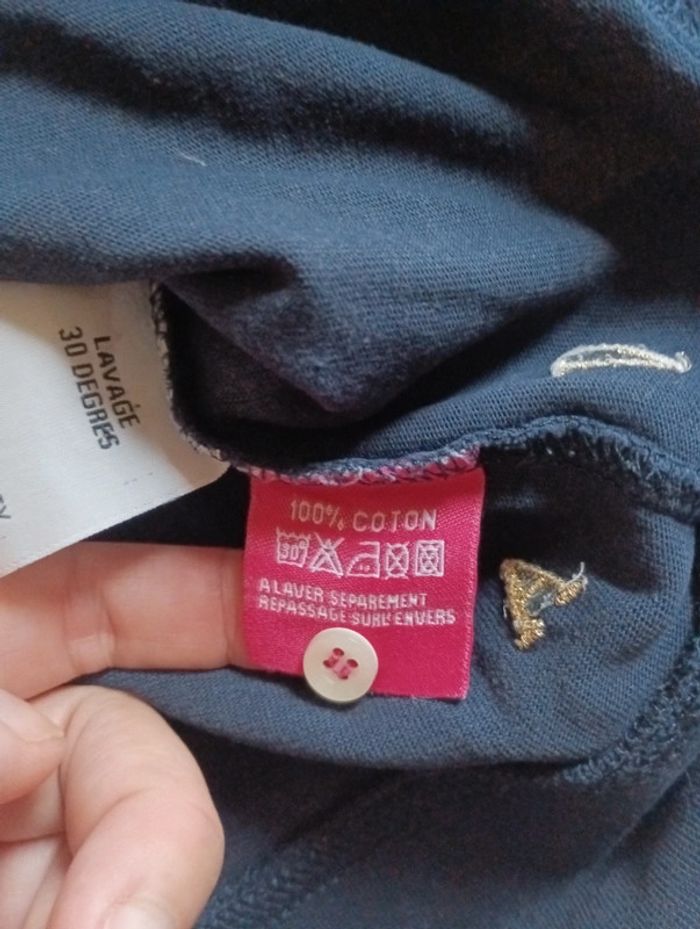 LAVAGE
30 DEGRES
100% COTON
30°
A LAVER SEPAREMENT
REPASSAGE SUR L'ENVERS